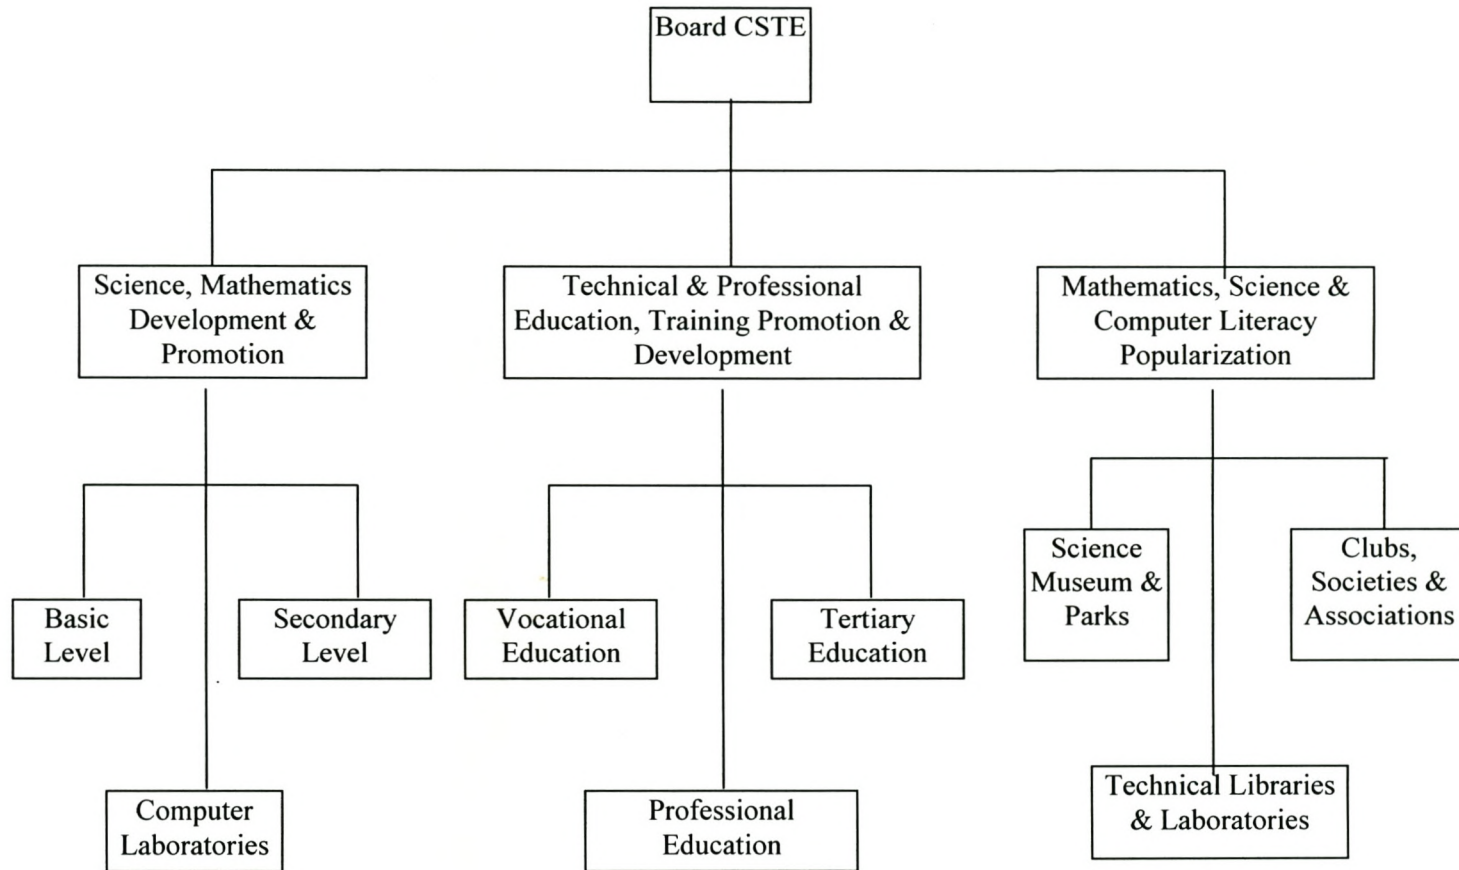 Board CSTE
Science, Mathematics
Development &
Promotion
Technical & Professional
Education, Training Promotion &
Development
Mathematics, Science &
Computer Literacy
Popularization
Basic
Level
Secondary
Level
Vocational
Education
Tertiary
Education
Science
Museum &
Parks
Clubs,
Societies &
Associations
Computer
Laboratories
Professional
Education
Technical Libraries
& Laboratories